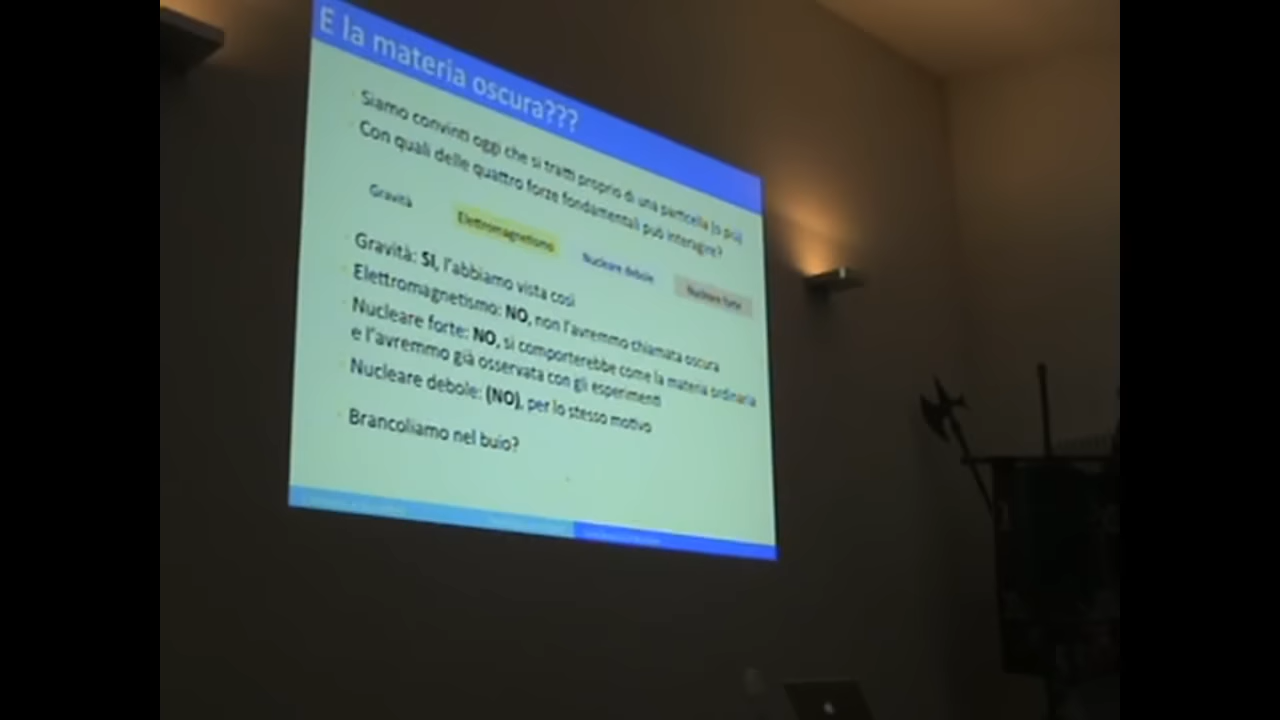 E la materia oscura???
Siamo convinti oggi che si tratti proprio di una particella (o più)
Con quali delle quattro forze fondamentali può interagire?
Gravità
Elettromagnetismo
Nucleare debole
Nucleare forte
Gravità: SI, l'abbiamo vista così
Elettromagnetismo: NO, non l'avremmo chiamata oscura
Nucleare forte: NO, si comporterebbe come la materia ordinaria
e l'avremmo già osservata con gli esperimenti
Nucleare debole: (NO), per lo stesso motivo
Brancoliamo nel buio?